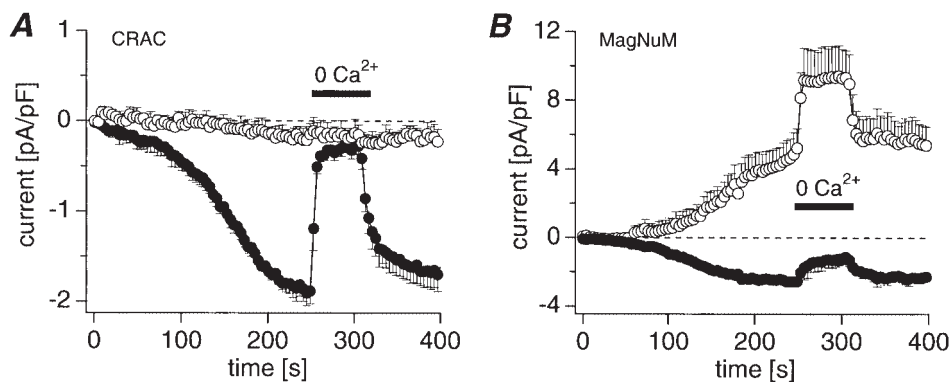 A
CRAC
1
0
-1
-2
current [pA/pF]
0 Ca²⁺
0 100 200 300 400
time [s]
B
MagNuM
12
8
4
0
-4
current [pA/pF]
0 Ca²⁺
0 100 200 300 400
time [s]